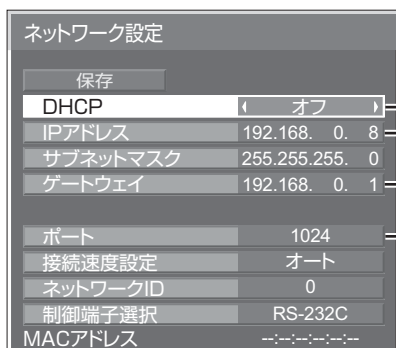 ネットワーク設定
保存
DHCP オフ
IPアドレス 192.168. 0. 8
サブネットマスク 255.255.255. 0
ゲートウェイ 192.168. 0. 1
ポート 1024
接続速度設定 オート
ネットワークID 0
制御端子選択 RS-232C
MACアドレス --:--:--:--:--:--